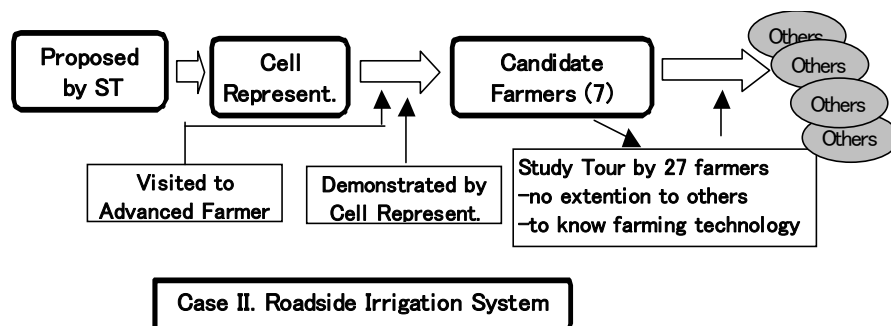 Proposed
by ST
Cell
Represent.
Candidate
Farmers (7)
Others
Others
Others
Others
Visited to
Advanced Farmer
Demonstrated by
Cell Represent.
Study Tour by 27 farmers
-no extention to others
-to know farming technology
Case II. Roadside Irrigation System